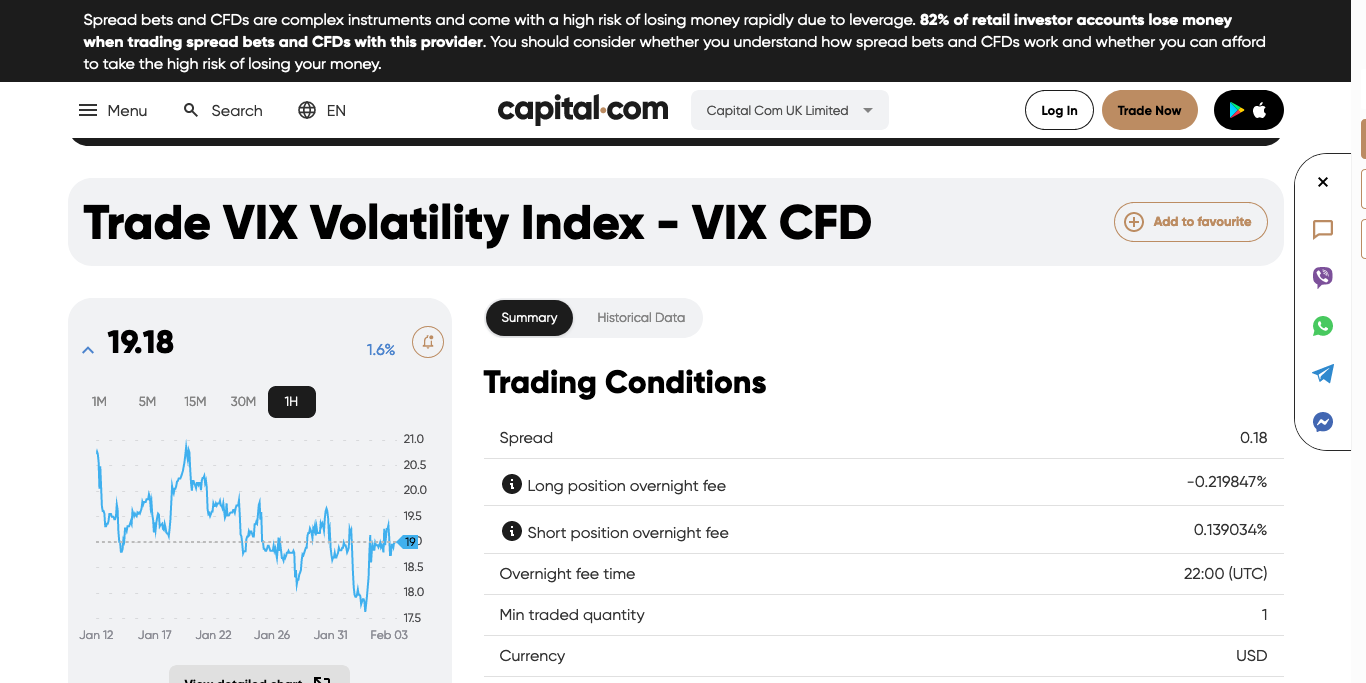 Spread bets and CFDs are complex instruments and come with a high risk of losing money rapidly due to leverage. 82% of retail investor accounts lose money
when trading spread bets and CFDs with this provider. You should consider whether you understand how spread bets and CFDs work and whether you can afford
to take the high risk of losing your money.
Menu
Search
EN
capital.com
Capital Com UK Limited
Log In
Trade Now
Trade VIX Volatility Index - VIX CFD
Add to favourite
19.18
1.6%
1M
5M
15M
30M
1H
21.0
20.5
20.0
19.5
19.0
18.5
18.0
17.5
Jan 12
Jan 17
Jan 22
Jan 26
Jan 31
Feb 03
View detailed chart
Summary
Historical Data
Trading Conditions
Spread
0.18
Long position overnight fee
-0.219847%
Short position overnight fee
0.139034%
Overnight fee time
22:00 (UTC)
Min traded quantity
1
Currency
USD